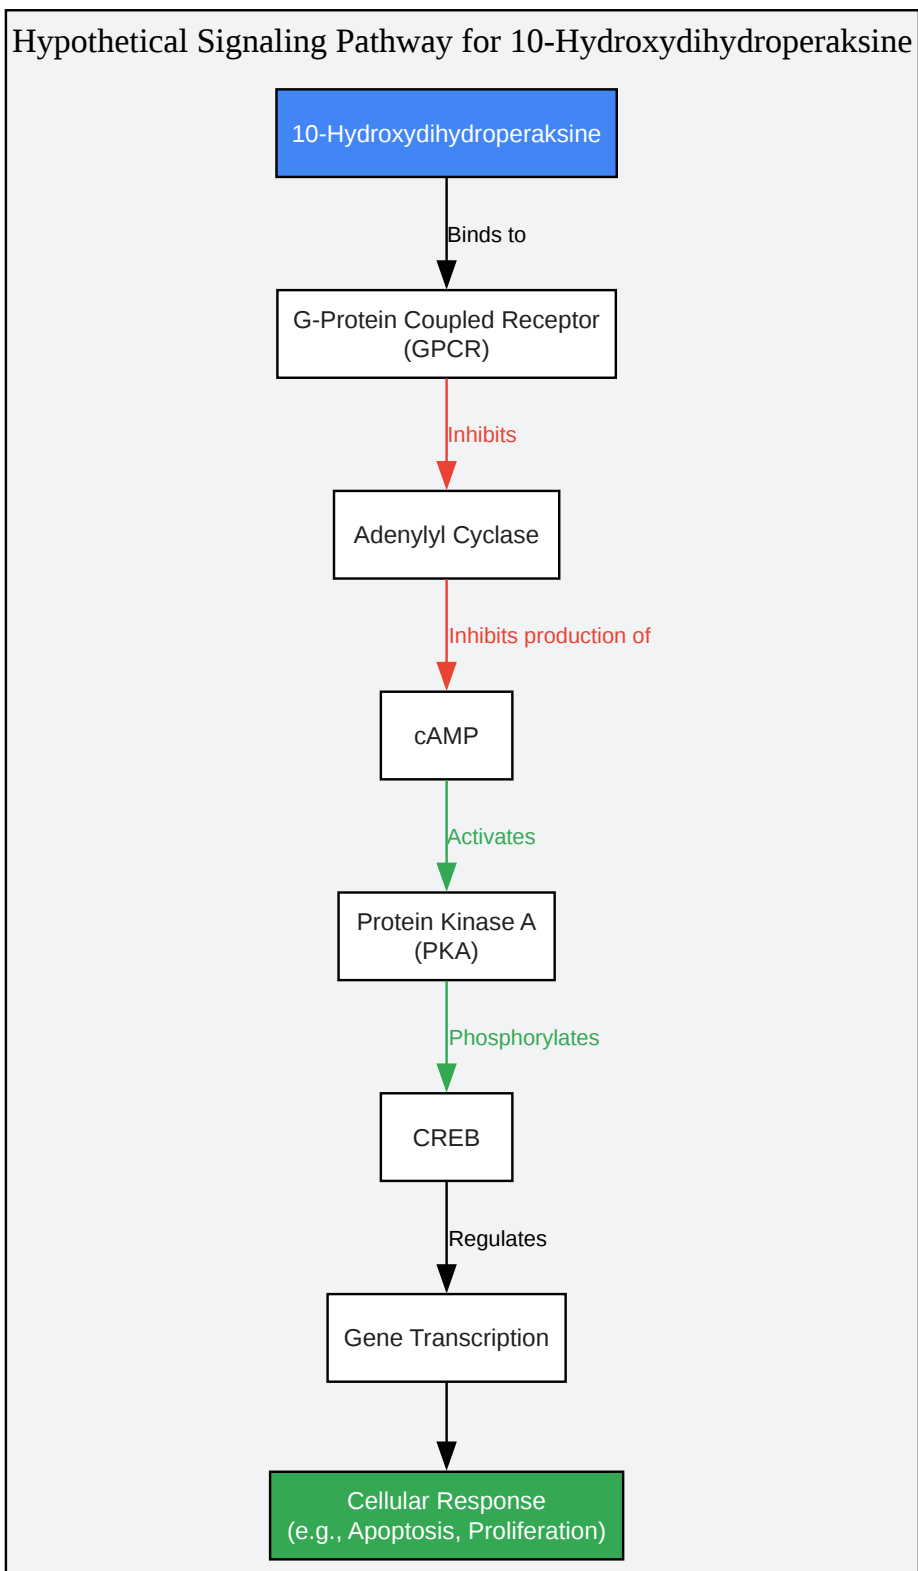 Hypothetical Signaling Pathway for 10-Hydroxydihydroperaksine
10-Hydroxydihydroperaksine
Binds to
G-Protein Coupled Receptor
(GPCR)
Inhibits
Adenylyl Cyclase
Inhibits production of
cAMP
Activates
Protein Kinase A
(PKA)
Phosphorylates
CREB
Regulates
Gene Transcription
Cellular Response
(e.g., Apoptosis, Proliferation)